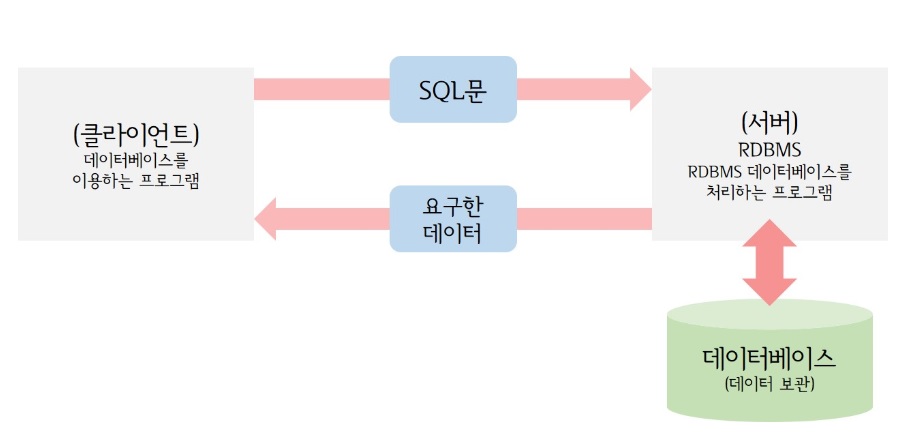 (클라이언트)
데이터베이스를
이용하는 프로그램
SQL문
요구한
데이터
(서버)
RDBMS
RDBMS 데이터베이스를
처리하는 프로그램
데이터베이스
(데이터 보관)